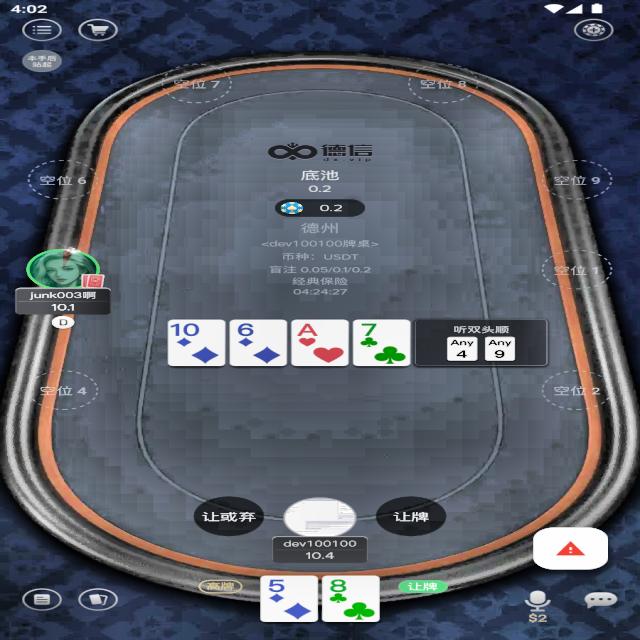 4:02
本手后
站起
空位 7
空位 8
德信
dx.vip
底池
0.2
0.2
空位 6
空位 9
德州
<dev100100牌桌>
币种：USDT
盲注 0.05/0.1/0.2
经典保险
04:24:27
空位 1
junk003啊
10.1
D
10
6
A
7
听双头顺
Any
4
Any
9
空位 4
空位 2
让或弃
让牌
dev100100
10.4
高牌
5
8
让牌
$2